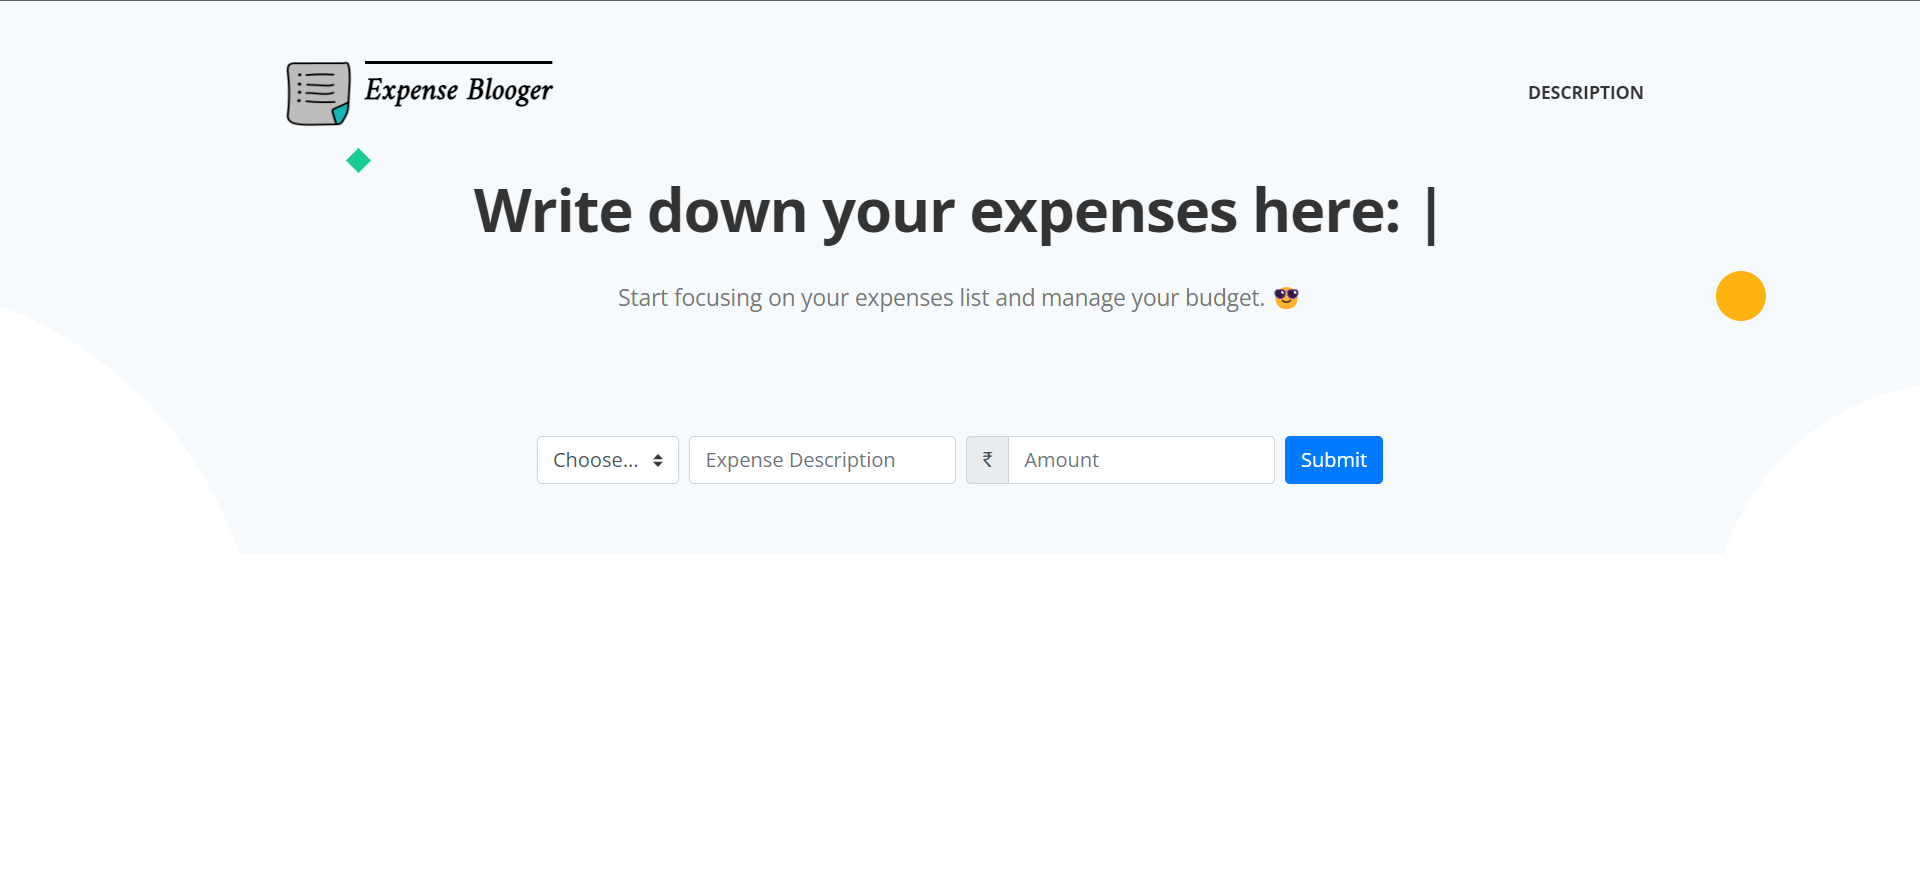 Expense Blooger
DESCRIPTION
Write down your expenses here: |
Start focusing on your expenses list and manage your budget. 😎
Choose...
Expense Description
₹
Amount
Submit